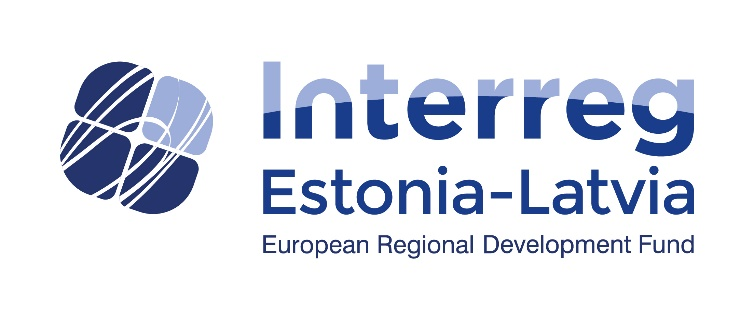 Interreg
Estonia-Latvia
European Regional Development Fund